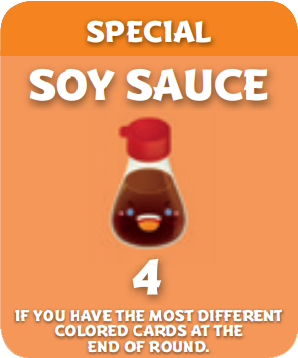 SPECIAL
SOY SAUCE
4
IF YOU HAVE THE MOST DIFFERENT
COLORED CARDS AT THE
END OF ROUND.